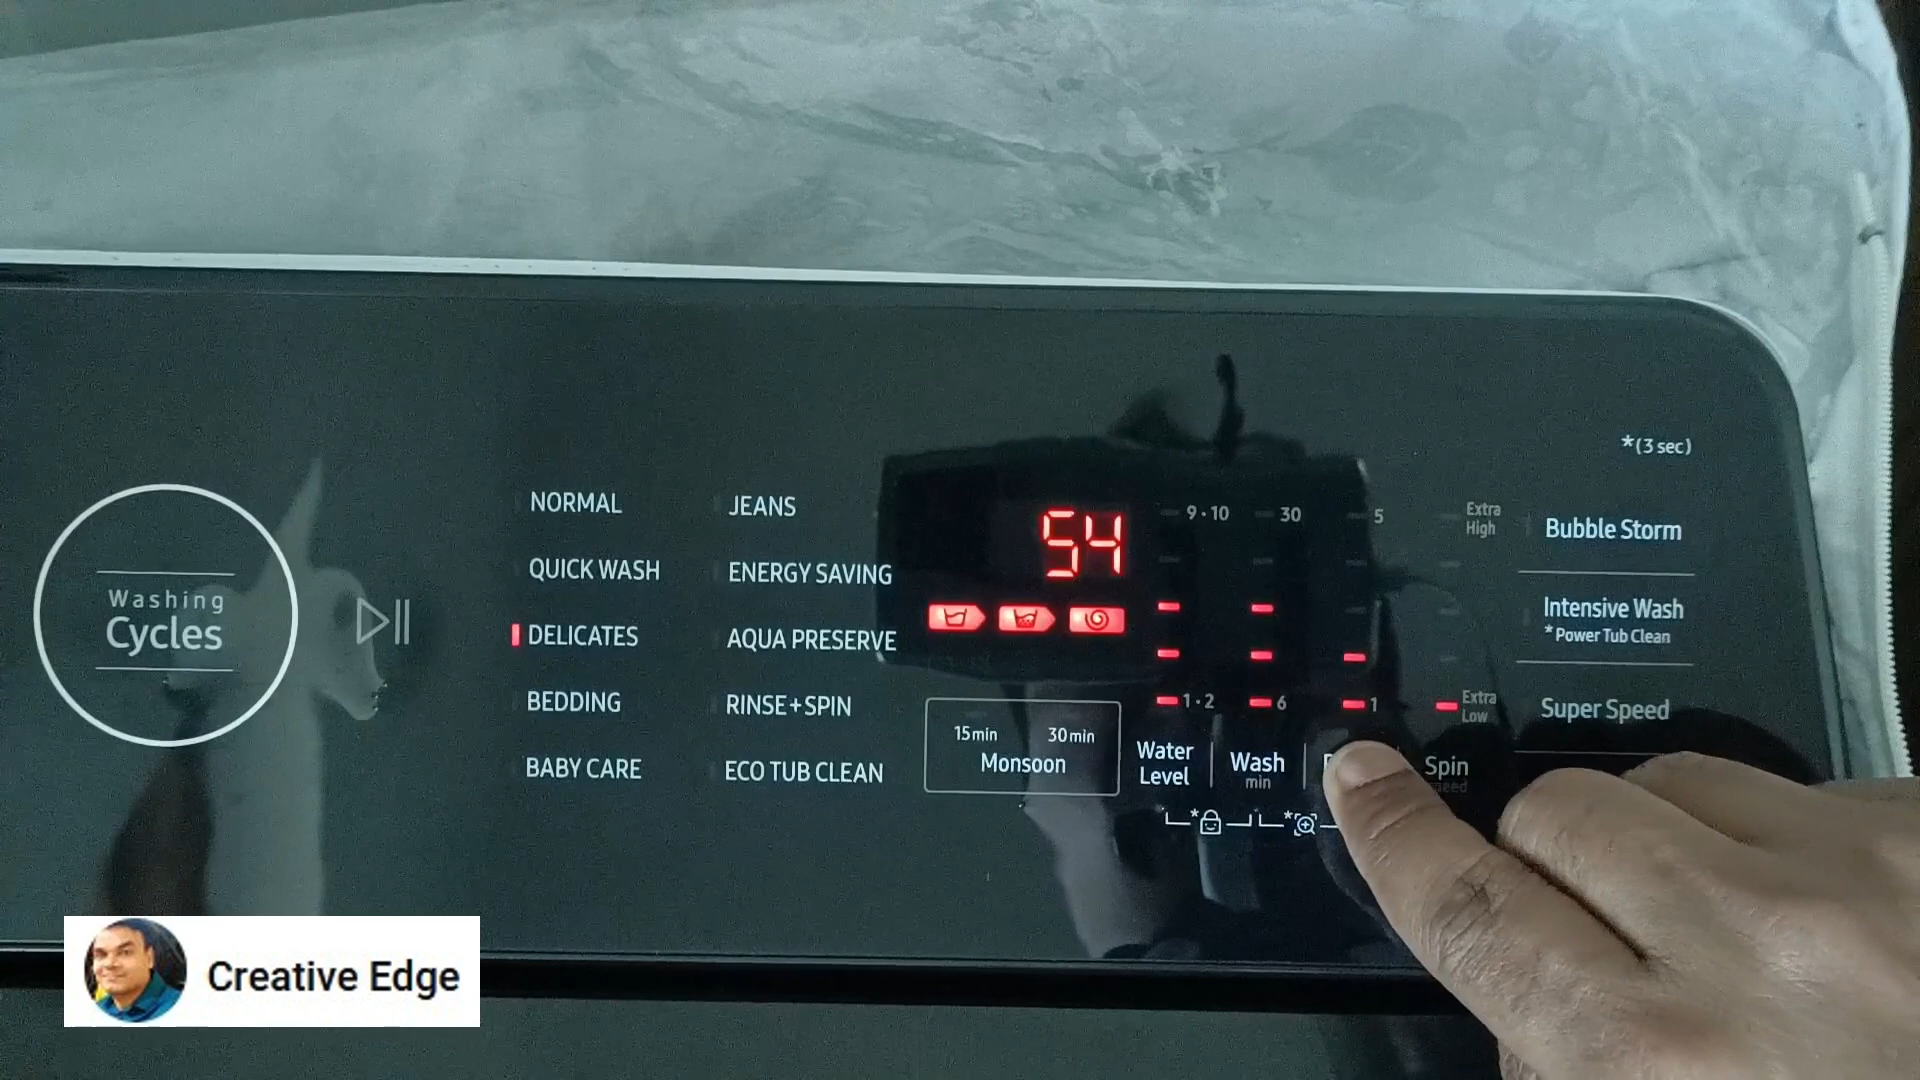 *(3 sec)
Washing
Cycles
NORMAL
QUICK WASH
DELICATES
BEDDING
BABY CARE
JEANS
ENERGY SAVING
AQUA PRESERVE
RINSE+SPIN
ECO TUB CLEAN
54
15min 30min
Monsoon
9·10 30 5 Extra High
1·2 6 1 Extra Low
Water Level
Wash
min
Spin
Bubble Storm
Intensive Wash
*Power Tub Clean
Super Speed
* *
Creative Edge